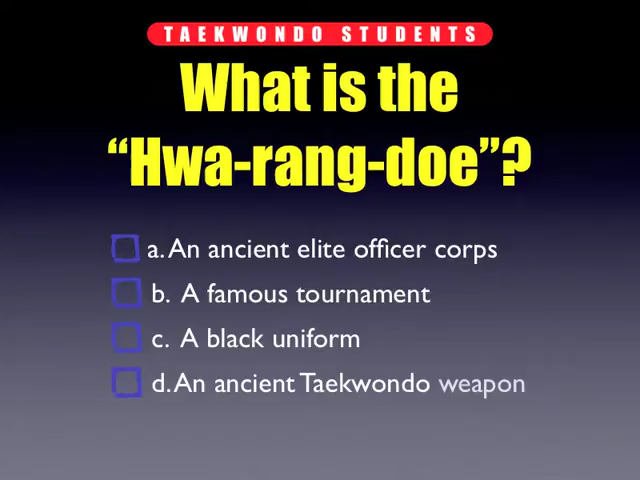 TAEKWONDO STUDENTS
What is the
“Hwa-rang-doe”?
a. An ancient elite officer corps
b. A famous tournament
c. A black uniform
d. An ancient Taekwondo weapon